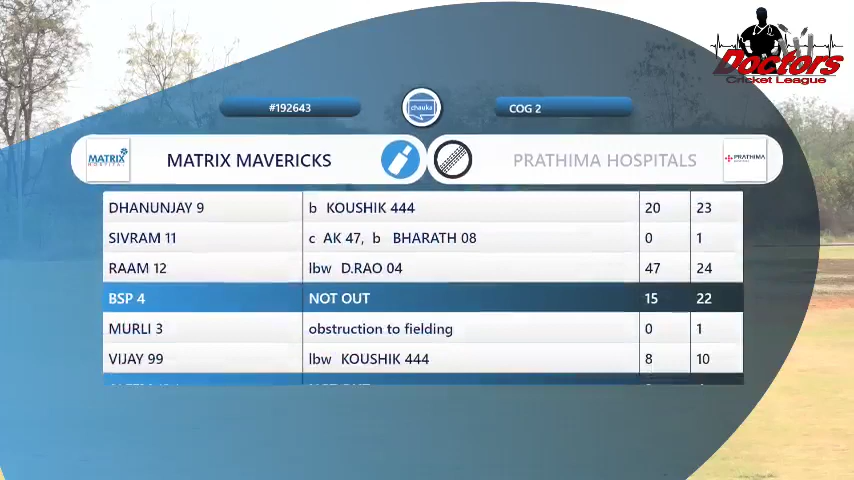 Doctors
Cricket League
#192643
chauka
COG 2
MATRIX
HOSPITAL
MATRIX MAVERICKS
PRATHIMA HOSPITALS
PRATHIMA
DHANUNJAY 9 b KOUSHIK 444 20 23
SIVRAM 11 c AK 47, b BHARATH 08 0 1
RAAM 12 lbw D.RAO 04 47 24
BSP 4 NOT OUT 15 22
MURLI 3 obstruction to fielding 0 1
VIJAY 99 lbw KOUSHIK 444 8 10